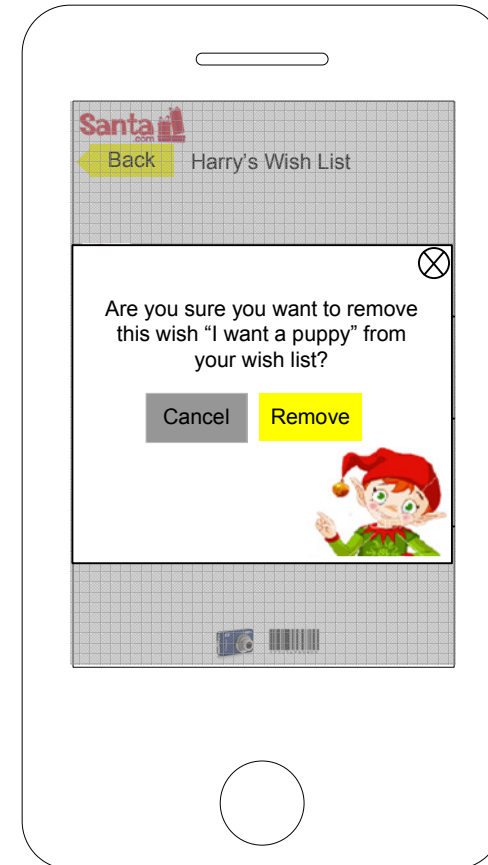 Santa
.com
Back
Harry's Wish List
Are you sure you want to remove
this wish “I want a puppy” from
your wish list?
Cancel
Remove